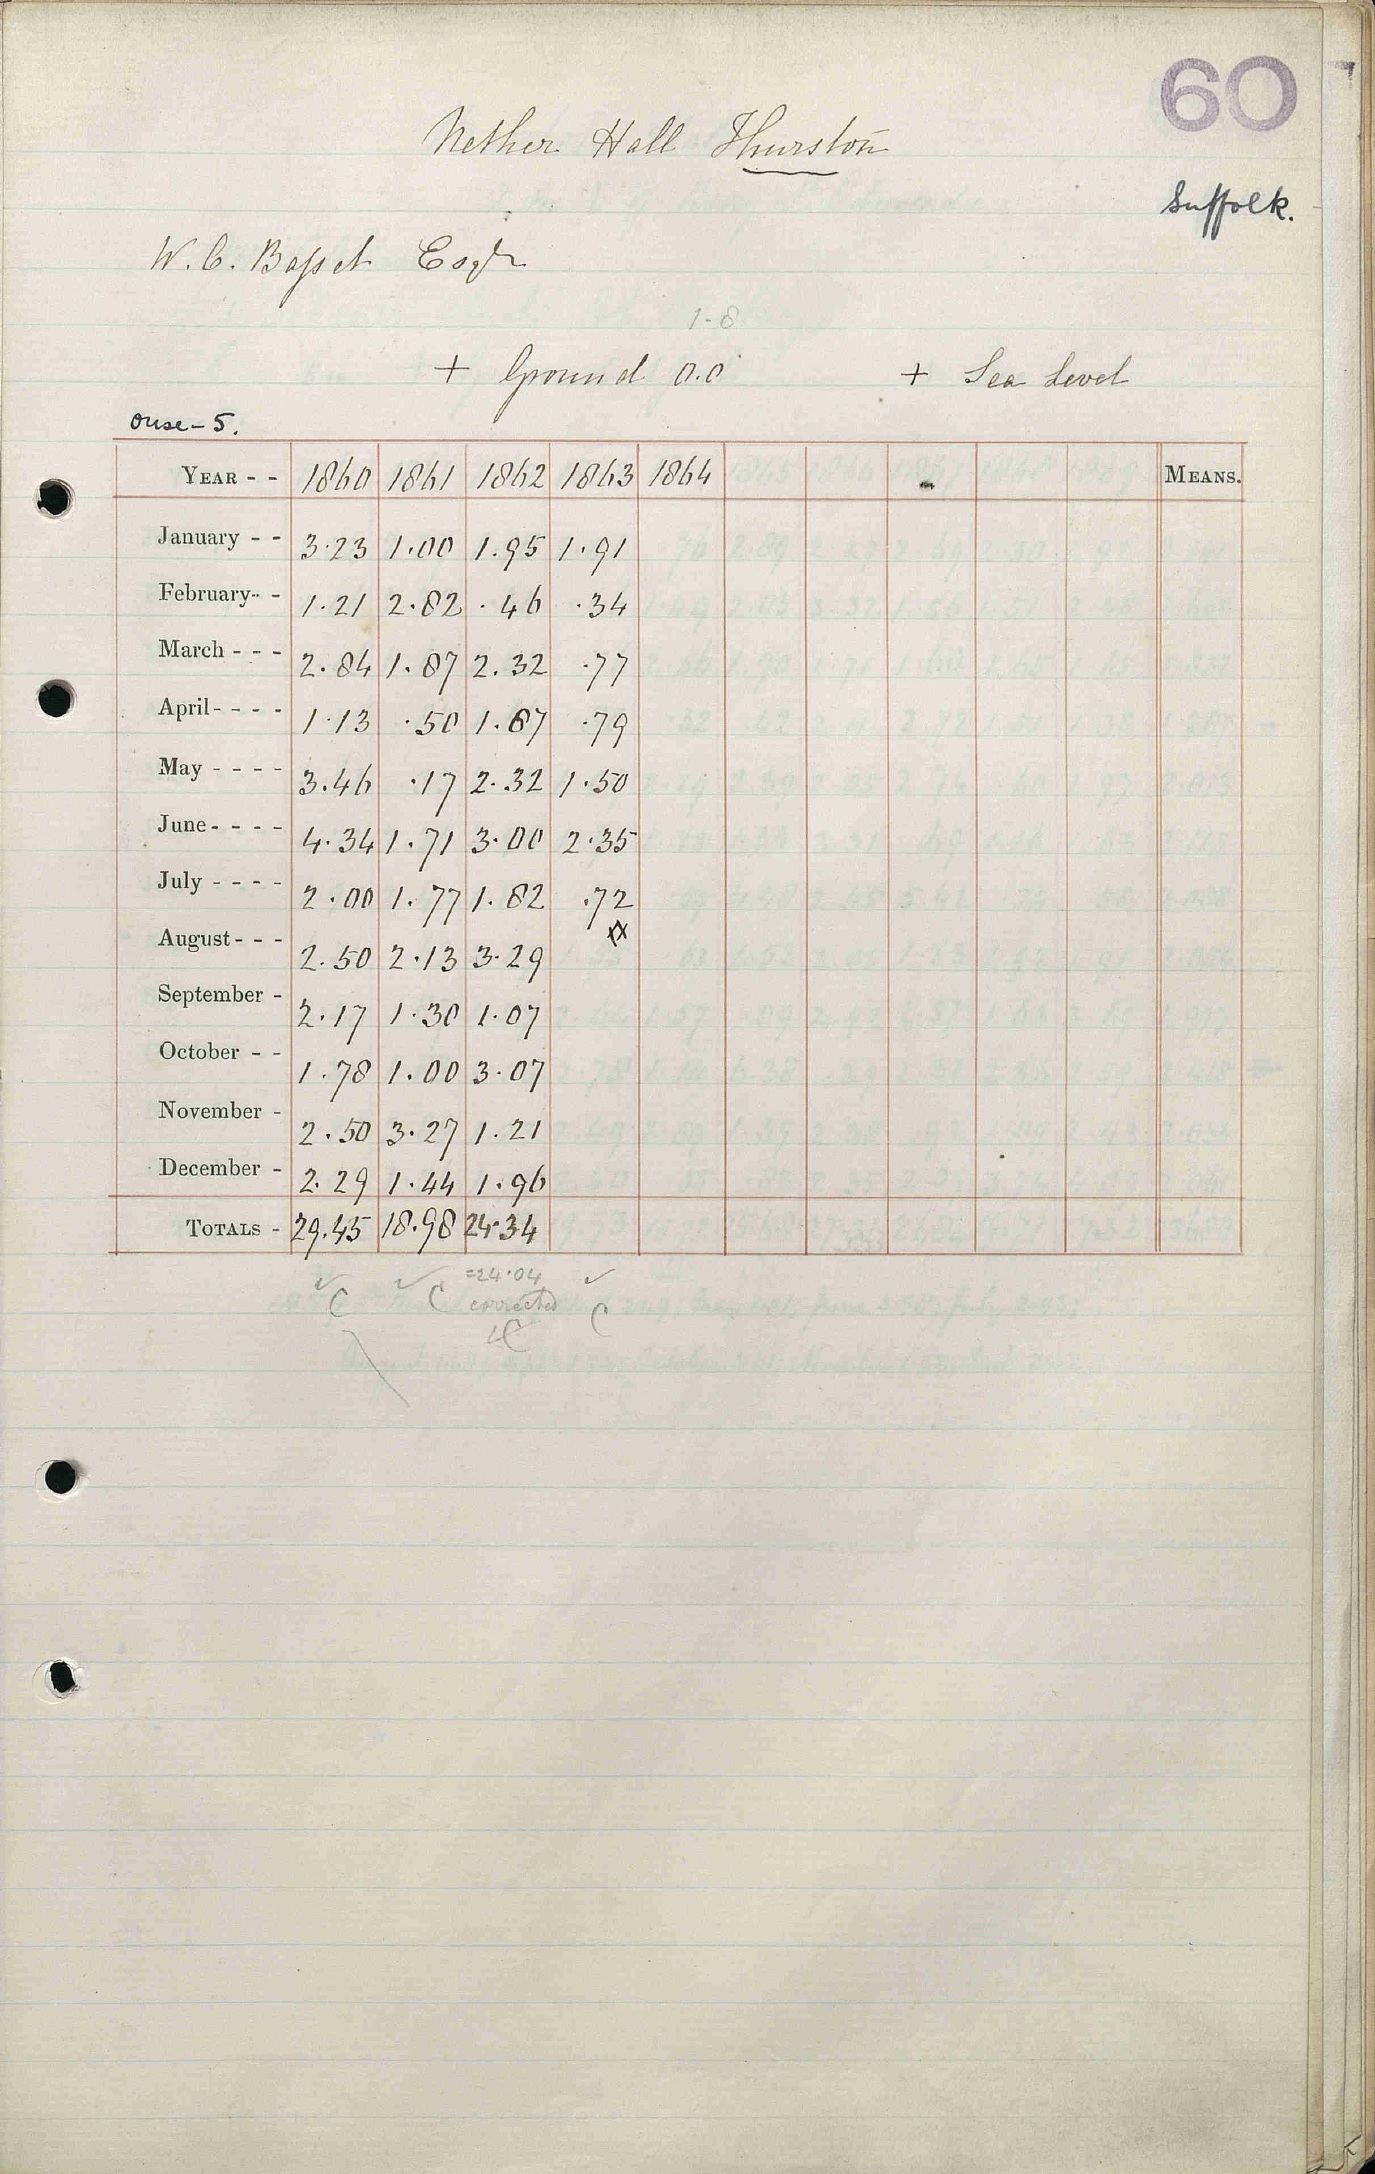 60
Nether Hall Thurston
Suffolk.
W. C. Basset Esqr
1-8
+ Ground 0.0 + Sea Level
Ouse - 5.
YEAR - - 1860 1861 1862 1863 1864 MEANS.
January - - 3.23 1.00 1.95 1.91
February - - 1.21 2.82 .46 .34
March - - - 2.84 1.87 2.32 .77
April - - - - 1.13 .50 1.87 .79
May - - - - 3.46 .17 2.32 1.50
June - - - - 4.34 1.71 3.00 2.35
July - - - - 2.00 1.77 1.82 .72
August - - - 2.50 2.13 3.29
September - 2.17 1.30 1.07
October - - 1.78 1.00 3.07
November - 2.50 3.27 1.21
December - 2.29 1.44 1.96
TOTALS - 29.45 18.98 24.34
=24.04
✓ C ✓ C corrected ✓ C